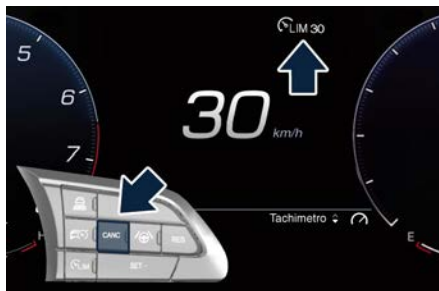 LIM 30
5
6
7
30 km/h
Tachimetro
H
E
CANC
RES
LIM
SET -